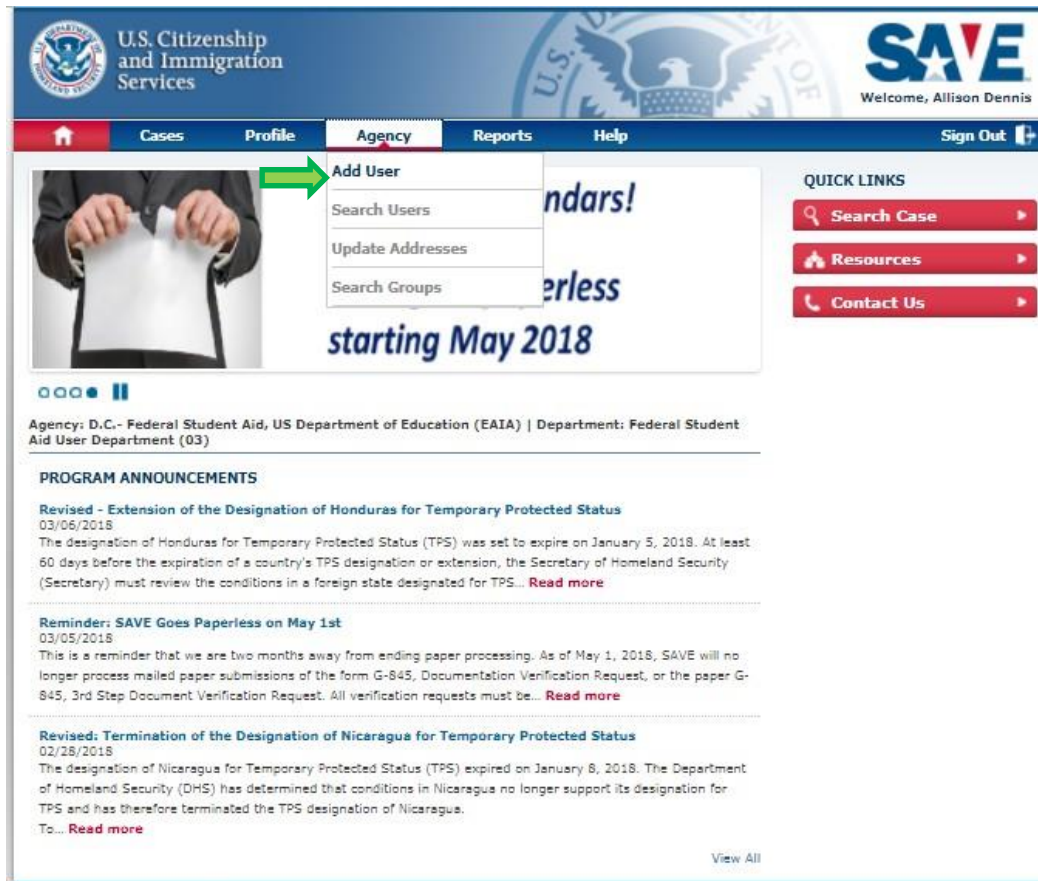 U.S. DEPARTMENT OF
HOMELAND SECURITY
U.S. Citizenship
and Immigration
Services
U.S. DEPARTMENT OF
SAVE
Welcome, Allison Dennis
Cases Profile Agency Reports Help Sign Out
Add User
Search Users
Update Addresses
Search Groups
ndars!
erless
starting May 2018
QUICK LINKS
Search Case
Resources
Contact Us
Agency: D.C.- Federal Student Aid, US Department of Education (EAIA) | Department: Federal Student
Aid User Department (03)
PROGRAM ANNOUNCEMENTS
Revised - Extension of the Designation of Honduras for Temporary Protected Status
03/06/2018
The designation of Honduras for Temporary Protected Status (TPS) was set to expire on January 5, 2018. At least
60 days before the expiration of a country's TPS designation or extension, the Secretary of Homeland Security
(Secretary) must review the conditions in a foreign state designated for TPS... Read more
Reminder: SAVE Goes Paperless on May 1st
03/05/2018
This is a reminder that we are two months away from ending paper processing. As of May 1, 2018, SAVE will no
longer process mailed paper submissions of the form G-845, Documentation Verification Request, or the paper G-
845, 3rd Step Document Verification Request. All verification requests must be... Read more
Revised: Termination of the Designation of Nicaragua for Temporary Protected Status
02/28/2018
The designation of Nicaragua for Temporary Protected Status (TPS) expired on January 8, 2018. The Department
of Homeland Security (DHS) has determined that conditions in Nicaragua no longer support its designation for
TPS and has therefore terminated the TPS designation of Nicaragua.
To... Read more
View All